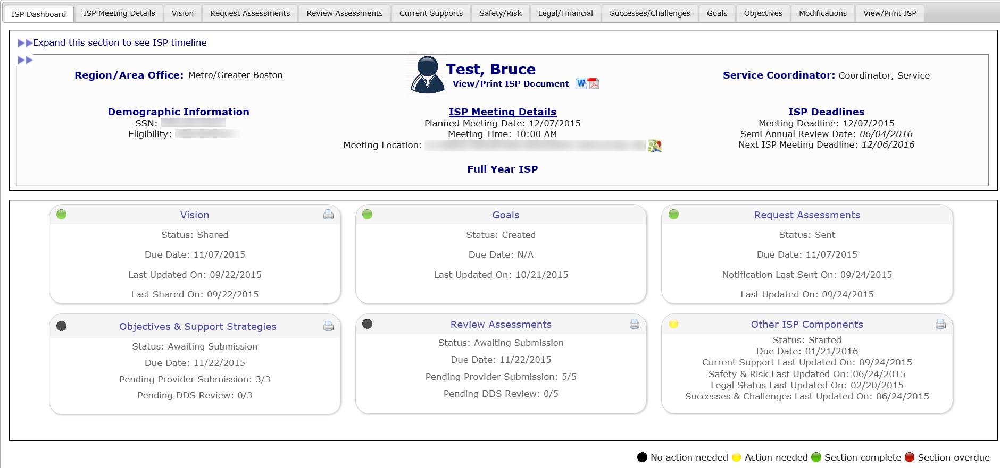 ISP Dashboard ISP Meeting Details Vision Request Assessments Review Assessments Current Supports Safety/Risk Legal/Financial Successes/Challenges Goals Objectives Modifications View/Print ISP
Expand this section to see ISP timeline
Region/Area Office: Metro/Greater Boston
Test, Bruce
View/Print ISP Document
Service Coordinator: Coordinator, Service
Demographic Information
SSN:
Eligibility:
ISP Meeting Details
Planned Meeting Date: 12/07/2015
Meeting Time: 10:00 AM
Meeting Location:
Full Year ISP
ISP Deadlines
Meeting Deadline: 12/07/2015
Semi Annual Review Date: 06/04/2016
Next ISP Meeting Deadline: 12/06/2016
Vision
Status: Shared
Due Date: 11/07/2015
Last Updated On: 09/22/2015
Last Shared On: 09/22/2015
Goals
Status: Created
Due Date: N/A
Last Updated On: 10/21/2015
Request Assessments
Status: Sent
Due Date: 11/07/2015
Notification Last Sent On: 09/24/2015
Last Updated On: 09/24/2015
Objectives & Support Strategies
Status: Awaiting Submission
Due Date: 11/22/2015
Pending Provider Submission: 3/3
Pending DDS Review: 0/3
Review Assessments
Status: Awaiting Submission
Due Date: 11/22/2015
Pending Provider Submission: 5/5
Pending DDS Review: 0/5
Other ISP Components
Status: Started
Due Date: 01/21/2016
Current Support Last Updated On: 09/24/2015
Safety & Risk Last Updated On: 06/24/2015
Legal Status Last Updated On: 02/20/2015
Successes & Challenges Last Updated On: 06/24/2015
No action needed Action needed Section complete Section overdue